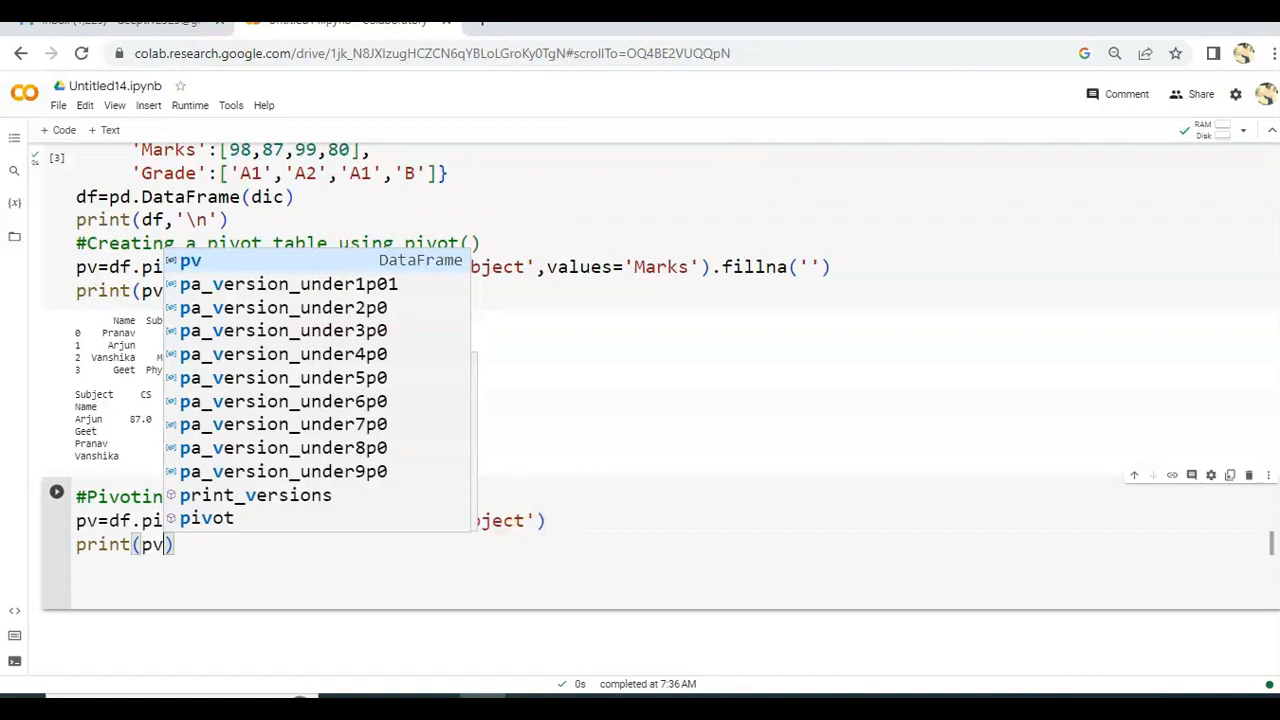 colab.research.google.com/drive/1jk_N8JXIzugHCZCN6qYBLoLGroKy0TgN#scrollTo=OQ4BE2VUQQpN
Untitled14.ipynb
Comment
Share
File Edit View Insert Runtime Tools Help
+ Code + Text
RAM
Disk
[3]
0s
'Marks':[98,87,99,80],
'Grade':['A1','A2','A1','B']}
df=pd.DataFrame(dic)
print(df,'\n')
#Creating a pivot table using pivot()
pv=df.pi
bject',values='Marks').fillna('')
print(pv
pv DataFrame
pa_version_under1p01
pa_version_under2p0
pa_version_under3p0
pa_version_under4p0
pa_version_under5p0
pa_version_under6p0
pa_version_under7p0
pa_version_under8p0
pa_version_under9p0
print_versions
pivot
Name Sub
0 Pranav
1 Arjun
2 Vanshika M
3 Geet Phy
Subject CS
Name
Arjun 87.0
Geet
Pranav
Vanshika
#Pivoting
pv=df.pi
bject')
print(pv)
0s completed at 7:36 AM